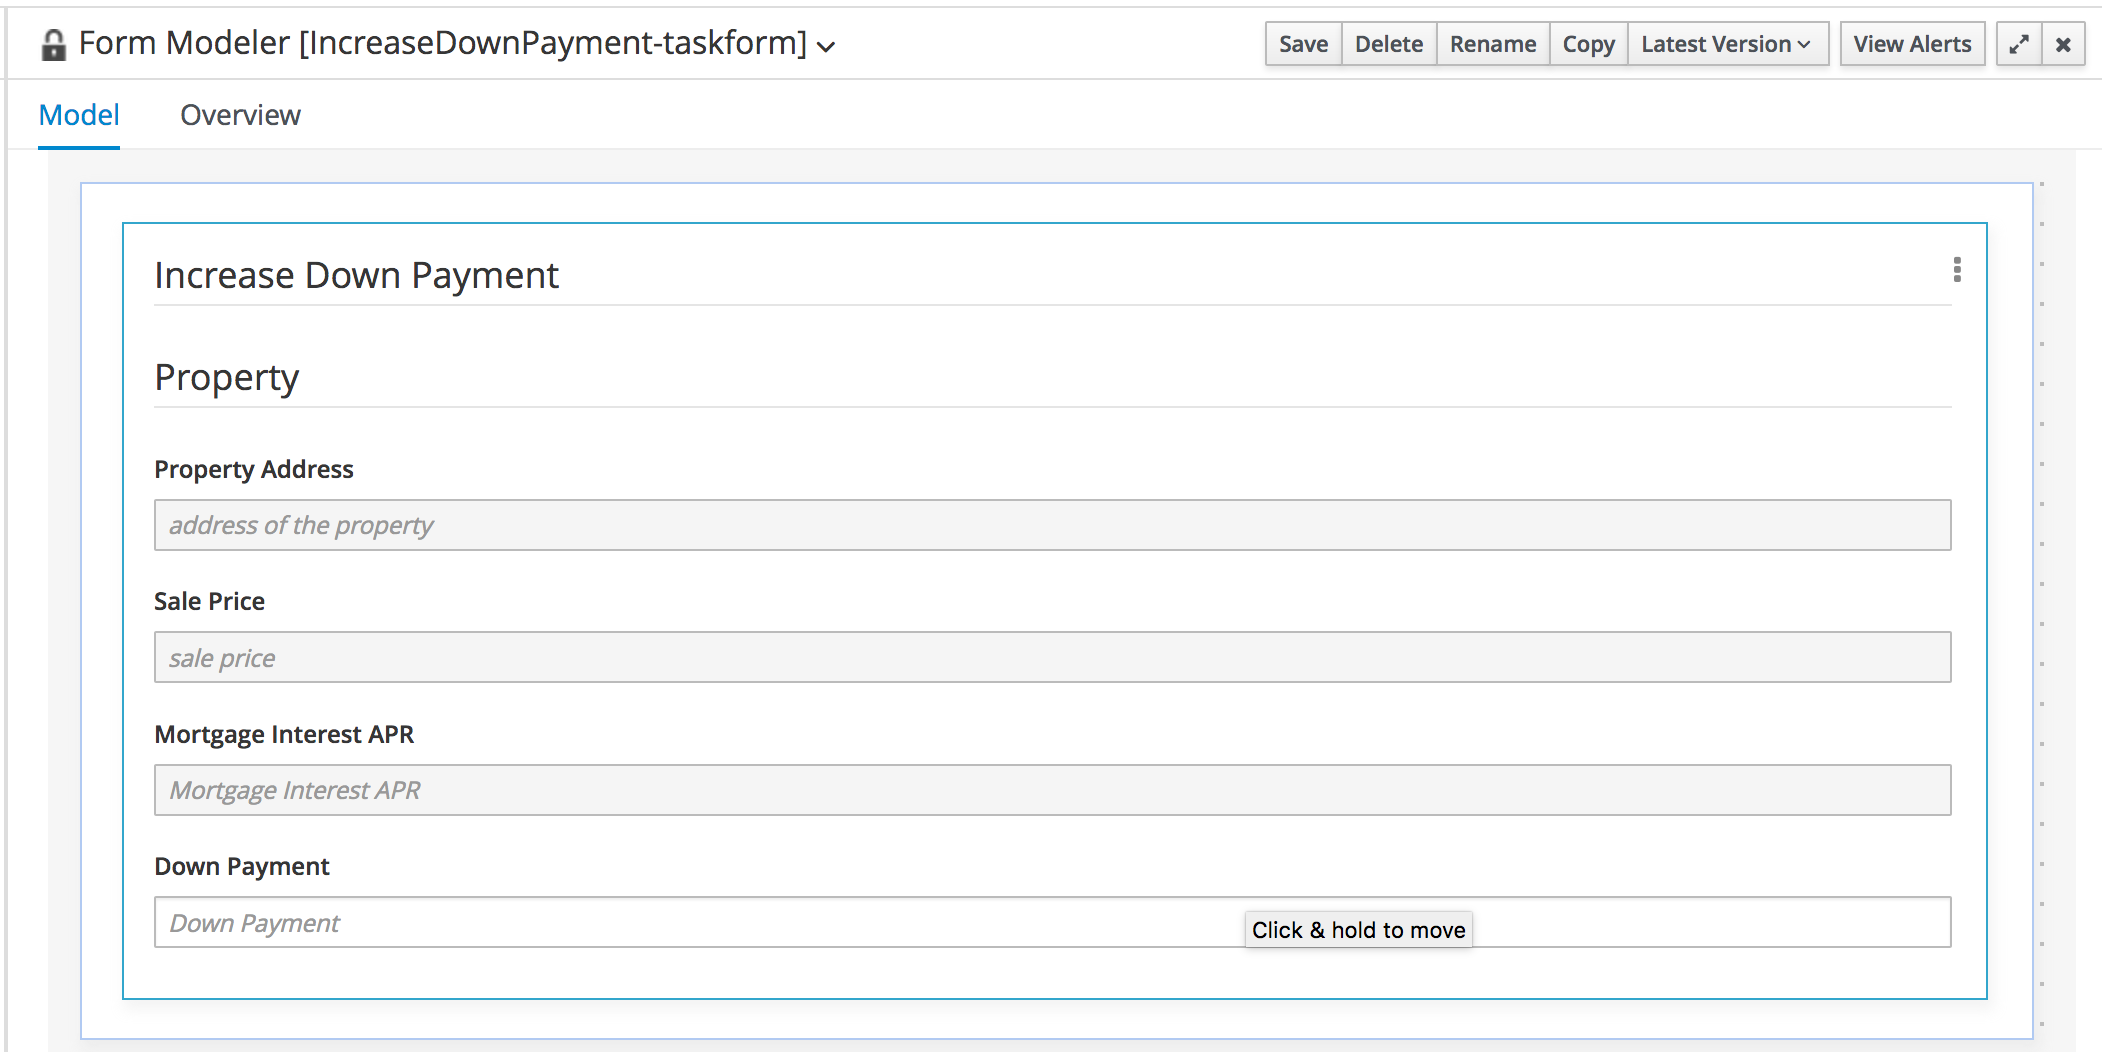 Form Modeler [IncreaseDownPayment-taskform]
Save Delete Rename Copy Latest Version View Alerts
Model Overview
Increase Down Payment
Property
Property Address
address of the property
Sale Price
sale price
Mortgage Interest APR
Mortgage Interest APR
Down Payment
Down Payment
Click & hold to move